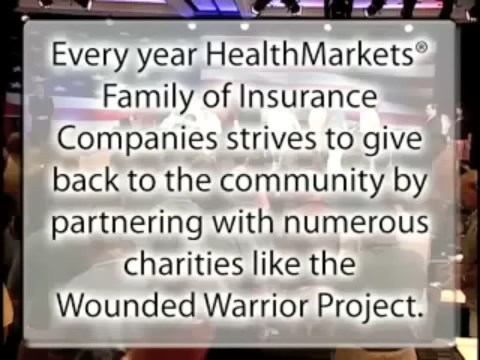 Every year HealthMarkets®
Family of Insurance
Companies strives to give
back to the community by
partnering with numerous
charities like the
Wounded Warrior Project.